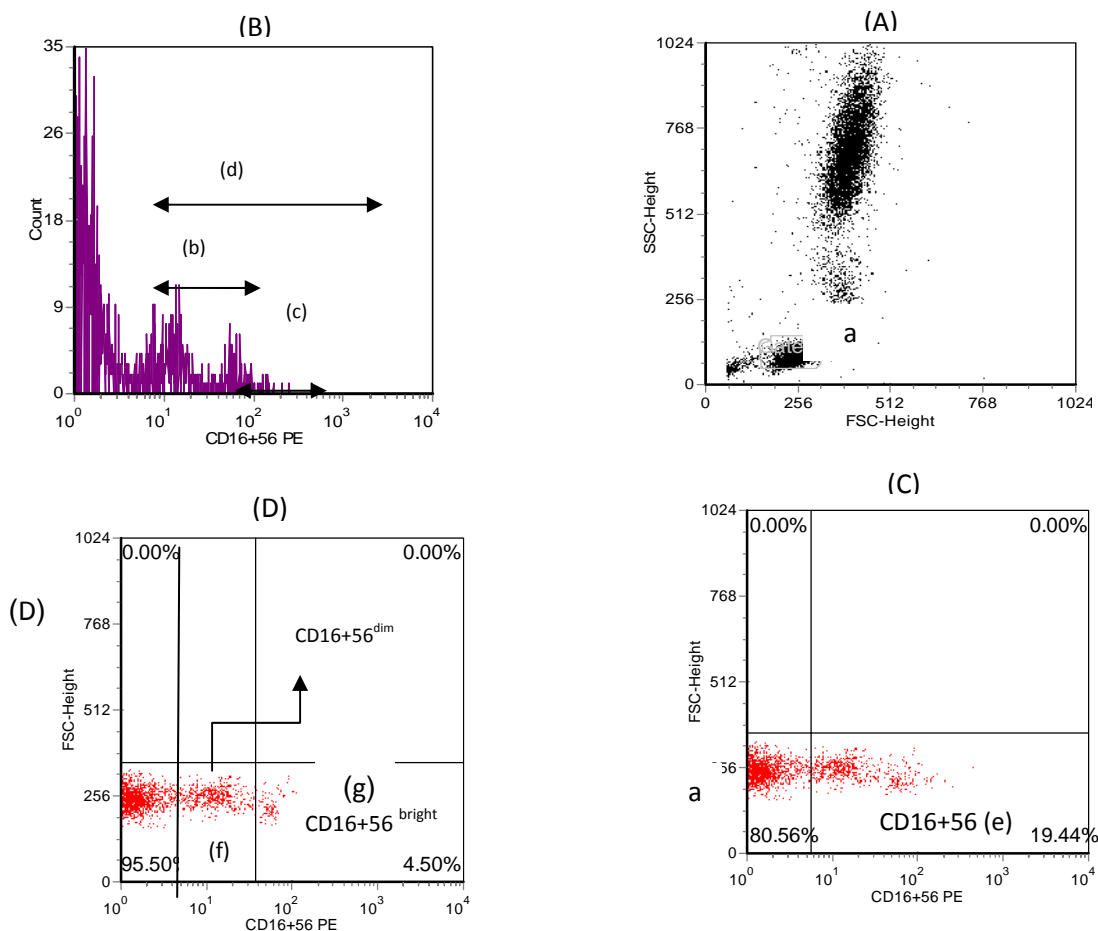 (B)
35
26
18
9
0
Count
(d)
(b)
(c)
10^0 10^1 10^2 10^3 10^4
CD16+56 PE
(A)
1024
768
512
256
0
SSC-Height
a
0 256 512 768 1024
FSC-Height
(D)
(D)
1024
768
512
256
0
FSC-Height
0.00% 0.00%
CD16+56^dim
(g)
CD16+56 ^bright
(f)
4.50%
10^0 10^1 10^2 10^3 10^4
CD16+56 PE
(C)
1024
768
512
0
FSC-Height
0.00% 0.00%
a
CD16+56 (e)
80.56% 19.44%
10^0 10^1 10^2 10^3 10^4
CD16+56 PE